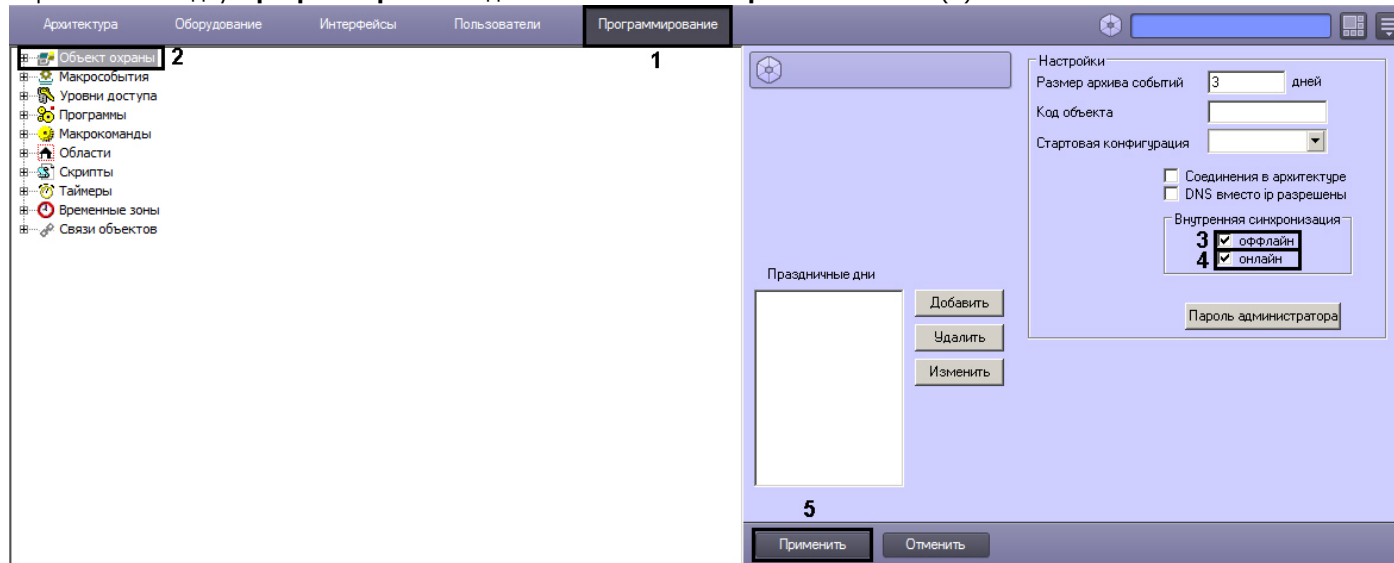 Архитектура Оборудование Интерфейсы Пользователи Программирование
1
Объект охраны 2
Макрособытия
Уровни доступа
Программы
Макрокоманды
Области
Скрипты
Таймеры
Временные зоны
Связи объектов
Настройки
Размер архива событий 3 дней
Код объекта
Стартовая конфигурация
Соединения в архитектуре
DNS вместо ip разрешены
Внутренняя синхронизация
3 оффлайн
4 онлайн
Пароль администратора
Праздничные дни
Добавить
Удалить
Изменить
5
Применить Отменить